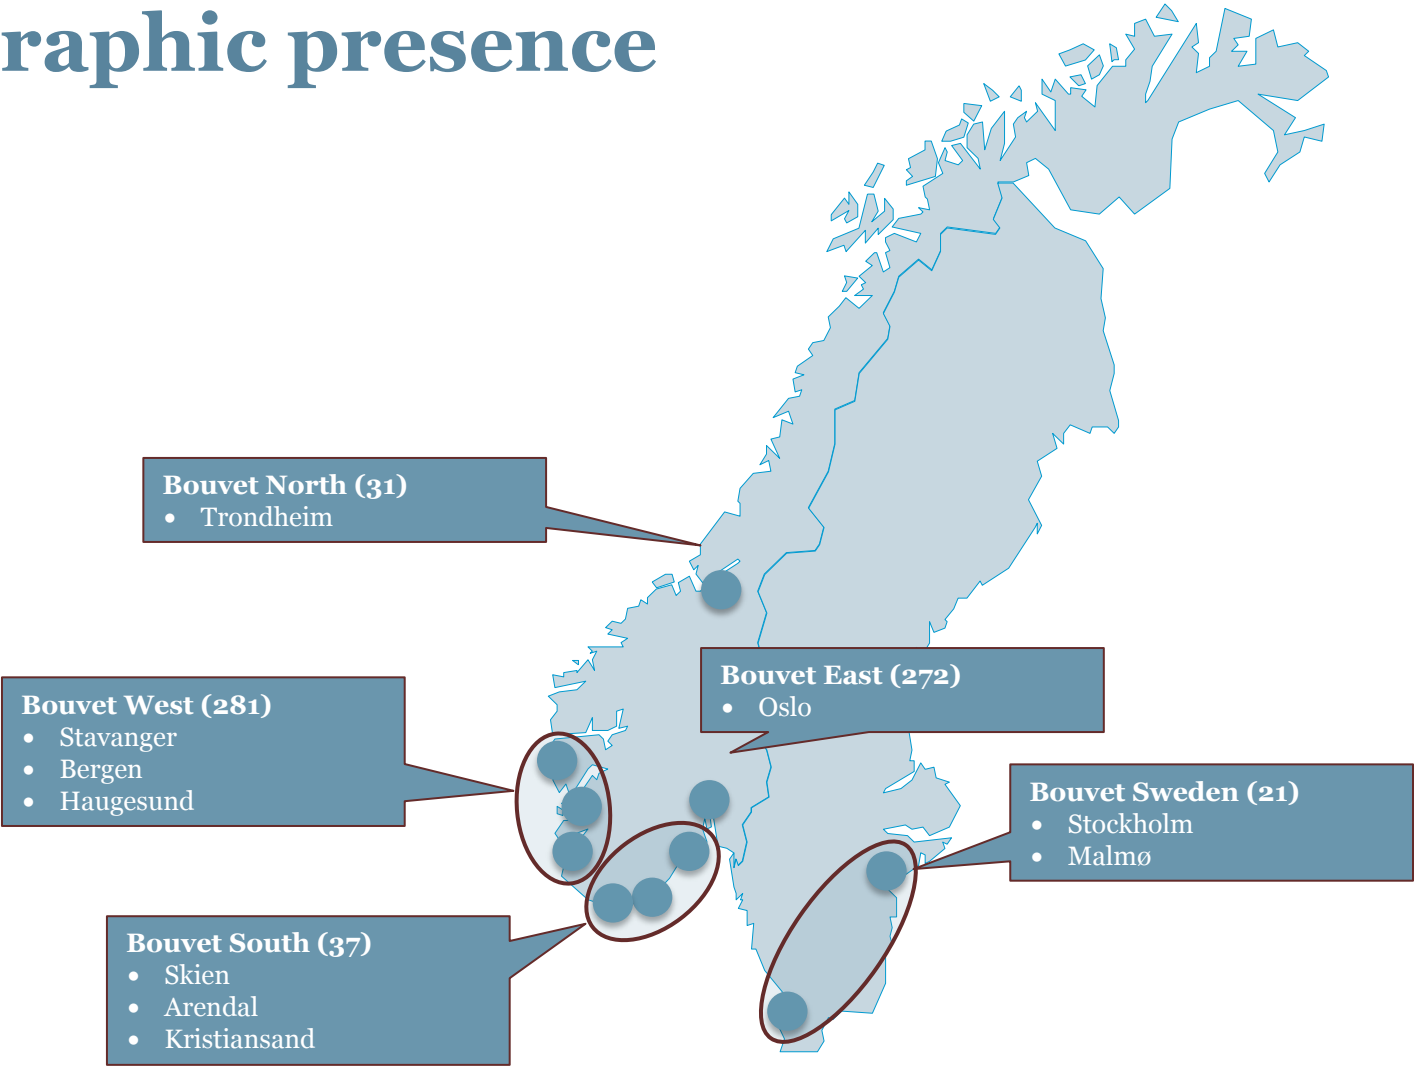 raphic presence
Bouvet North (31)
• Trondheim
Bouvet East (272)
• Oslo
Bouvet West (281)
• Stavanger
• Bergen
• Haugesund
Bouvet Sweden (21)
• Stockholm
• Malmø
Bouvet South (37)
• Skien
• Arendal
• Kristiansand